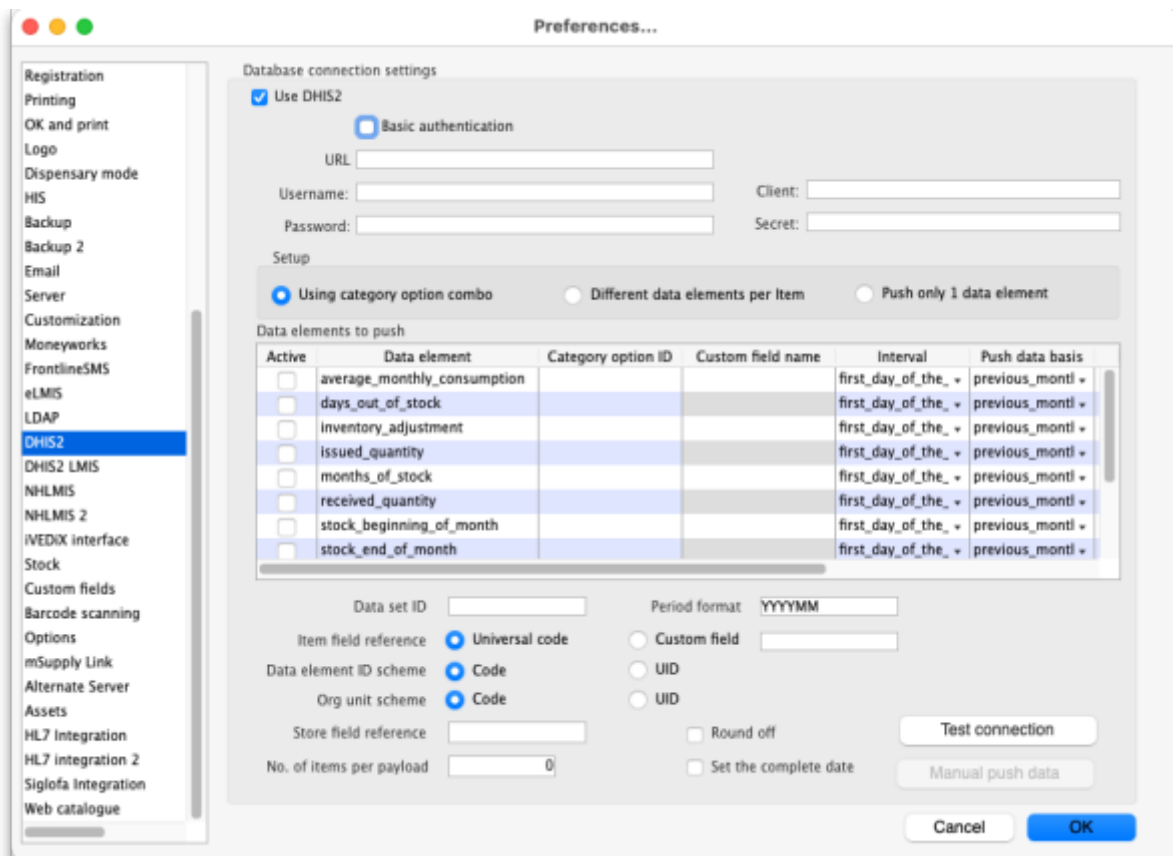 Preferences...
Registration
Printing
OK and print
Logo
Dispensary mode
HIS
Backup
Backup 2
Email
Server
Customization
Moneyworks
FrontlineSMS
eLMIS
LDAP
DHIS2
DHIS2 LMIS
NHLMIS
NHLMIS 2
iVEDiX interface
Stock
Custom fields
Barcode scanning
Options
mSupply Link
Alternate Server
Assets
HL7 Integration
HL7 integration 2
Siglofa Integration
Web catalogue
Database connection settings
Use DHIS2
Basic authentication
URL
Username: Client:
Password: Secret:
Setup
Using category option combo Different data elements per Item Push only 1 data element
Data elements to push
Active Data element Category option ID Custom field name Interval Push data basis
average_monthly_consumption first_day_of_the_ previous_montl
days_out_of_stock first_day_of_the_ previous_montl
inventory_adjustment first_day_of_the_ previous_montl
issued_quantity first_day_of_the_ previous_montl
months_of_stock first_day_of_the_ previous_montl
received_quantity first_day_of_the_ previous_montl
stock_beginning_of_month first_day_of_the_ previous_montl
stock_end_of_month first_day_of_the_ previous_montl
Data set ID Period format YYYYMM
Item field reference Universal code Custom field
Data element ID scheme Code UID
Org unit scheme Code UID
Store field reference Round off Test connection
No. of items per payload 0 Set the complete date Manual push data
Cancel OK